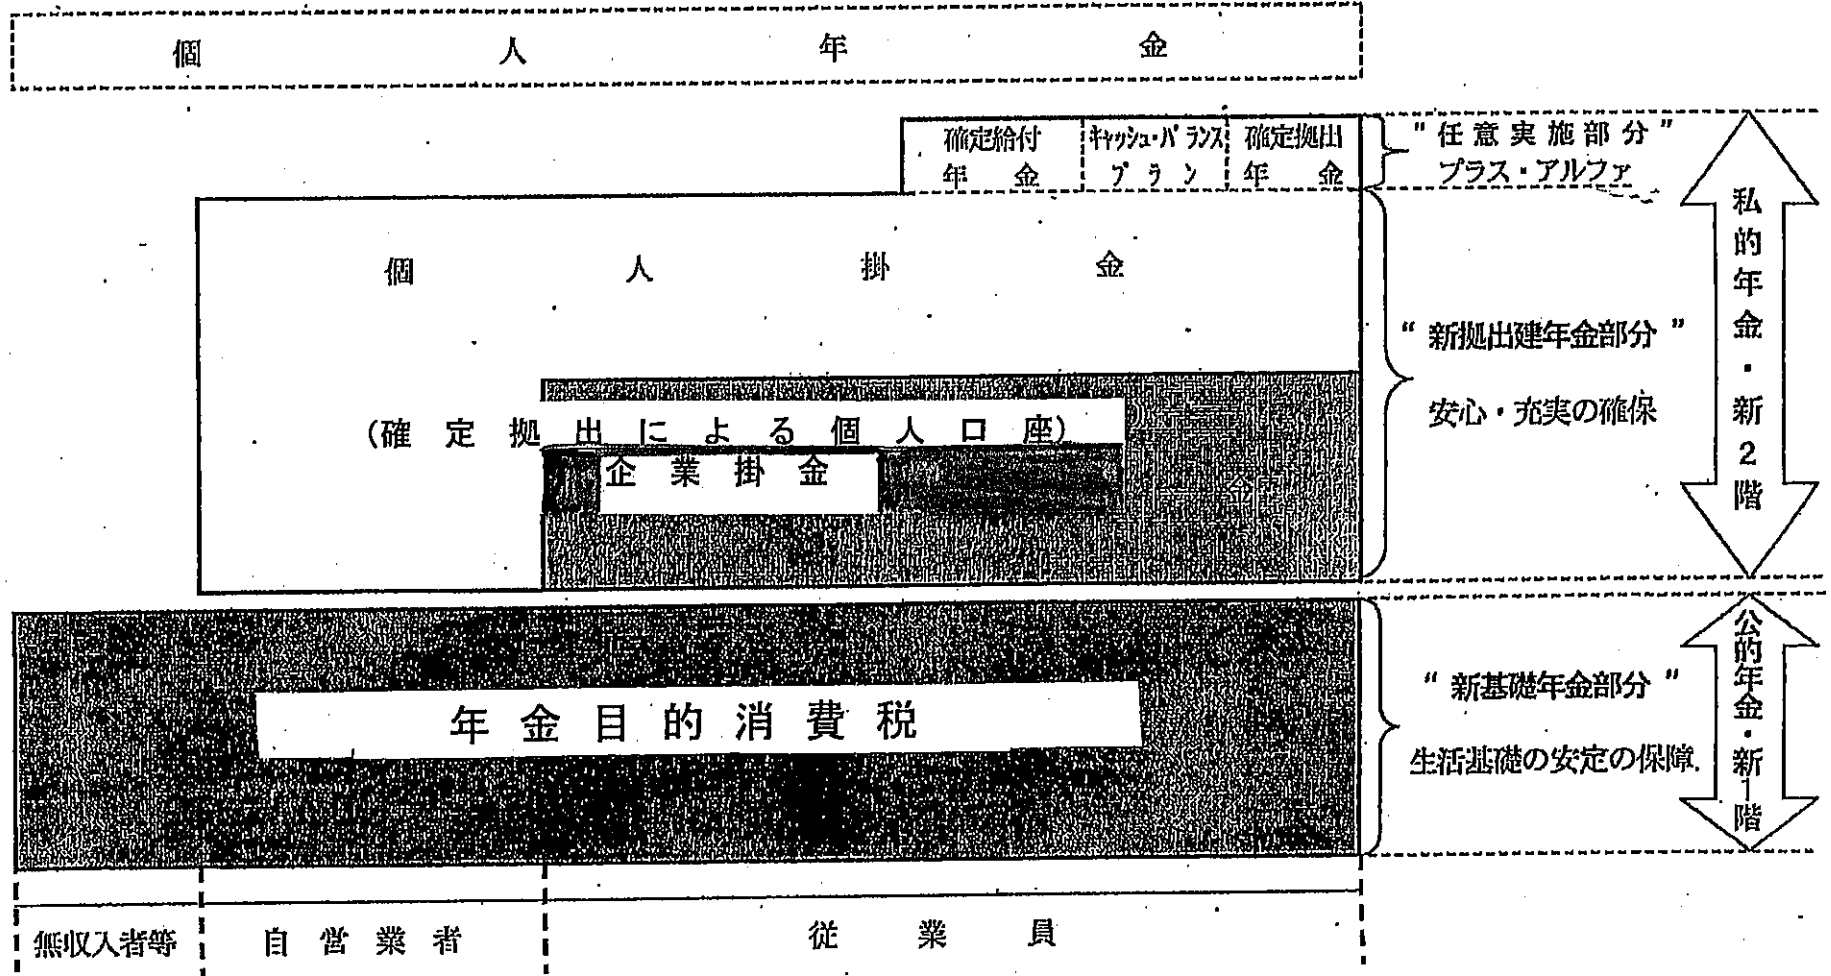 個人年金
確定給付
年金
キャッシュ・バランス
プラン
確定拠出
年金
"任意実施部分"
プラス・アルファ
個人掛金
(確定拠出による個人口座)
企業掛金
"新拠出建年金部分"
安心・充実の確保
私的年金・新2階
年金目的消費税
"新基礎年金部分"
生活基礎の安定の保障
公的年金・新1階
無収入者等
自営業者
従業員